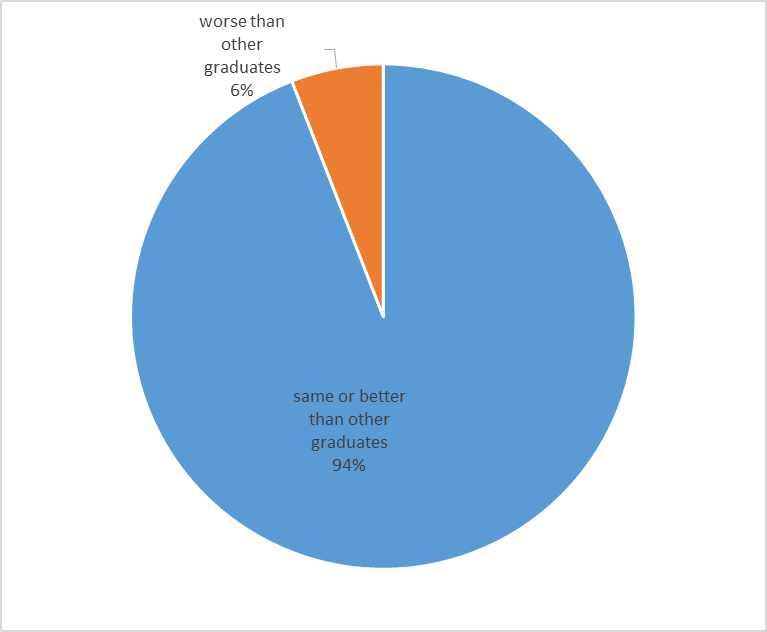 worse than
other
graduates
6%
same or better
than other
graduates
94%